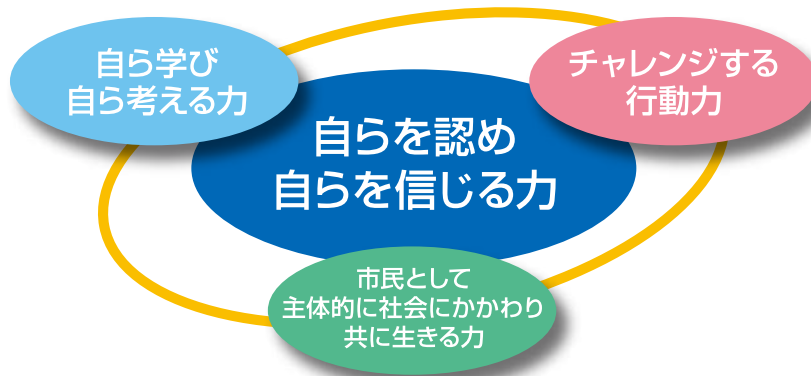 自ら学び
自ら考える力
チャレンジする
行動力
自らを認め
自らを信じる力
市民として
主体的に社会にかかわり
共に生きる力